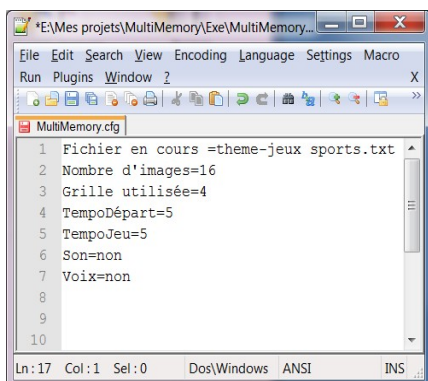 *E:\Mes projets\MultiMemory\Exe\MultiMemory...
File Edit Search View Encoding Language Settings Macro
Run Plugins Window ? X
MultiMemory.cfg
1 Fichier en cours =theme-jeux sports.txt
2 Nombre d'images=16
3 Grille utilisée=4
4 TempoDépart=5
5 TempoJeu=5
6 Son=non
7 Voix=non
8
9
10
Ln : 17 Col : 1 Sel : 0 Dos\Windows ANSI INS